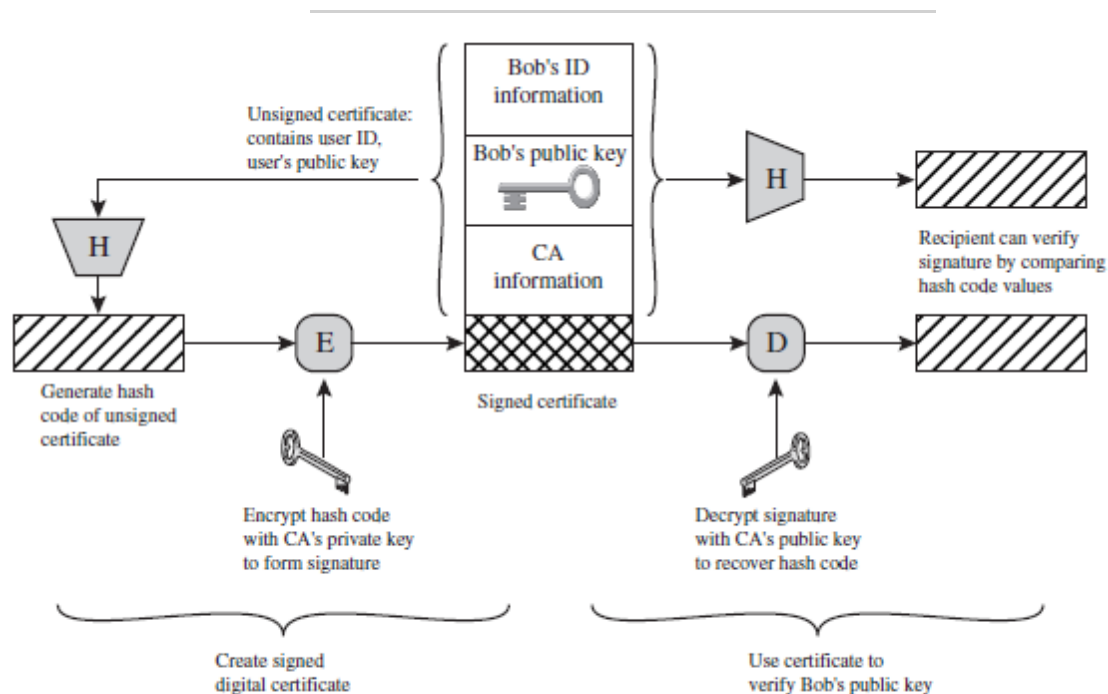 Bob's ID
information
Unsigned certificate:
contains user ID,
user's public key
Bob's public key
H
H
CA
information
Recipient can verify
signature by comparing
hash code values
E
D
Generate hash
code of unsigned
certificate
Signed certificate
Encrypt hash code
with CA's private key
to form signature
Decrypt signature
with CA's public key
to recover hash code
Create signed
digital certificate
Use certificate to
verify Bob's public key